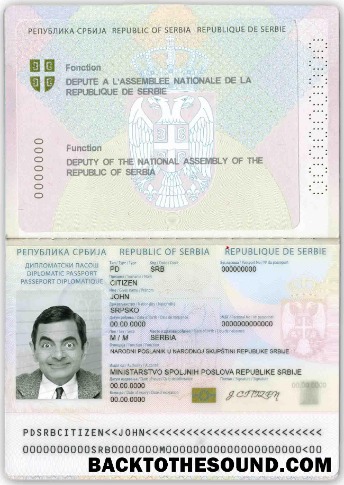 РЕПУБЛИКА СРБИЈА REPUBLIC OF SERBIA REPUBLIQUE DE SERBIE
Fonction
DEPUTE A L'ASSEMBLEE NATIONALE DE LA
REPUBLIQUE DE SERBIE
Function
DEPUTY OF THE NATIONAL ASSEMBLY OF THE
REPUBLIC OF SERBIA
0000000
РЕПУБЛИКА СРБИЈА REPUBLIC OF SERBIA REPUBLIQUE DE SERBIE
ДИПЛОМАТСКИ ПАСОШ
DIPLOMATIC PASSPORT
PASSEPORT DIPLOMATIQUE
PD SRB 000000000
CITIZEN
JOHN
SRPSKO
00.00.0000 0000000000000
M / M SERBIA
NARODNI POSLANIK U NARODNOJ SKUPŠTINI REPUBLIKE SRBIJE
00.00.0000
MINISTARSTVO SPOLJNIH POSLOVA REPUBLIKE SRBIJE
00.00.0000 J. CITIZEN 00:00:0000
PDSRBCITIZEN<<JOHN<<<<<<<<<<<<<<<<<<<<<<<<<<
BACKTOTHESOUND.COM